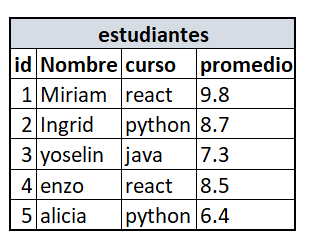 estudiantes
id Nombre curso promedio
1 Miriam react 9.8
2 Ingrid python 8.7
3 yoselin java 7.3
4 enzo react 8.5
5 alicia python 6.4